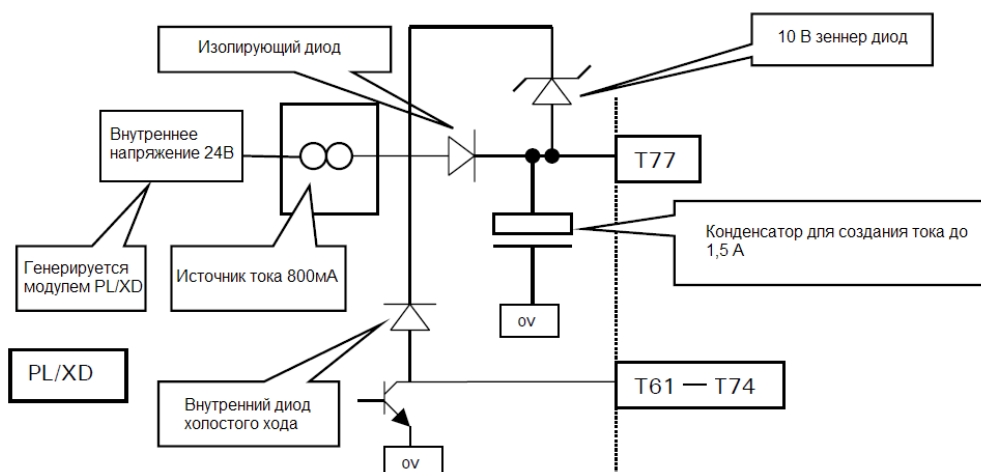 Изолирующий диод
10 В зеннер диод
Внутреннее
напряжение 24В
T77
Генерируется
модулем PL/XD
Источник тока 800мА
Конденсатор для создания тока до
1,5 А
0V
PL/XD
Внутренний диод
холостого хода
T61 — T74
0V